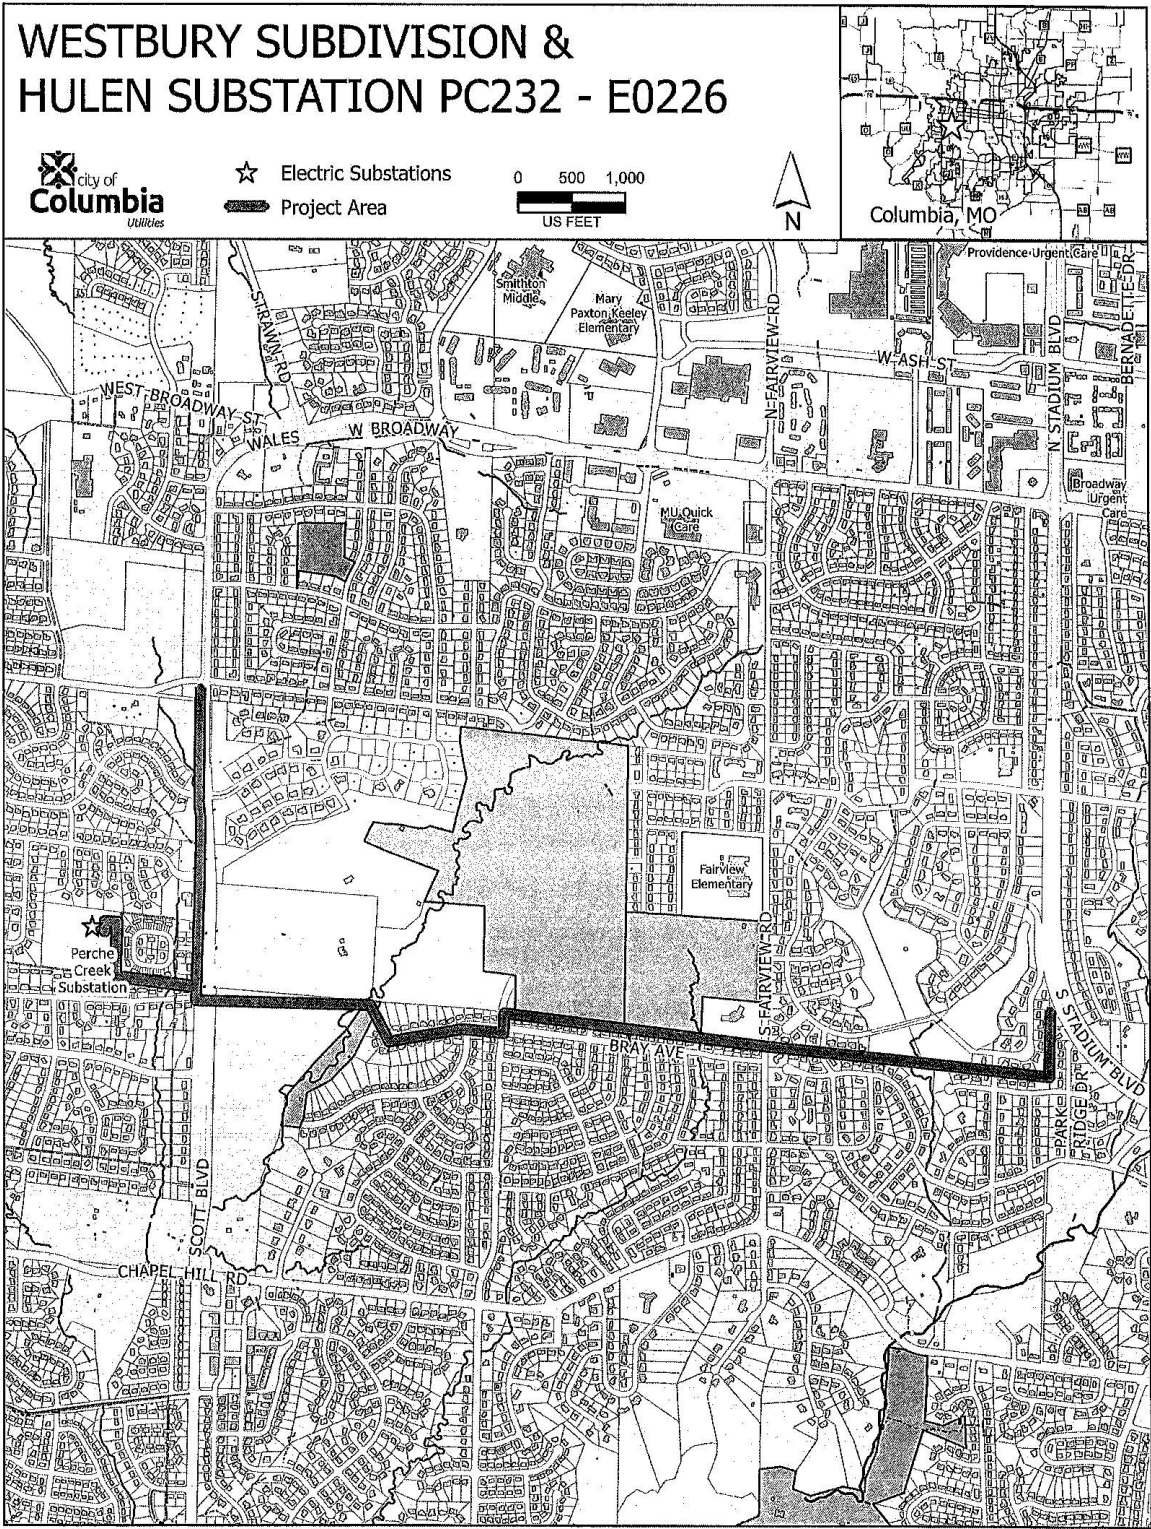 WESTBURY SUBDIVISION &
HULEN SUBSTATION PC232 - E0226
city of
Columbia
Utilities
Electric Substations
Project Area
0 500 1,000
US FEET
N
Columbia, MO
Providence Urgent Care
BERNADETTE DR
Smithton
Middle
Mary
Paxton Keeley
Elementary
STRAWN RD
N FAIRVIEW RD
W ASH ST
N STADIUM BLVD
WEST BROADWAY ST
WALES
W BROADWAY
Broadway
Urgent
Care
MU Quick
Care
Fairview
Elementary
S FAIRVIEW RD
Perche
Creek
Substation
S STADIUM BLVD
BRAY AVE
PARK
RIDGE DR
SCOTT BLVD
CHAPEL HILL RD